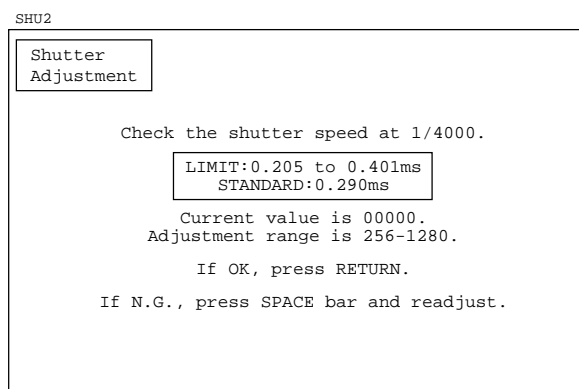 SHU2
Shutter
Adjustment
Check the shutter speed at 1/4000.
LIMIT:0.205 to 0.401ms
STANDARD:0.290ms
Current value is 00000.
Adjustment range is 256-1280.
If OK, press RETURN.
If N.G., press SPACE bar and readjust.